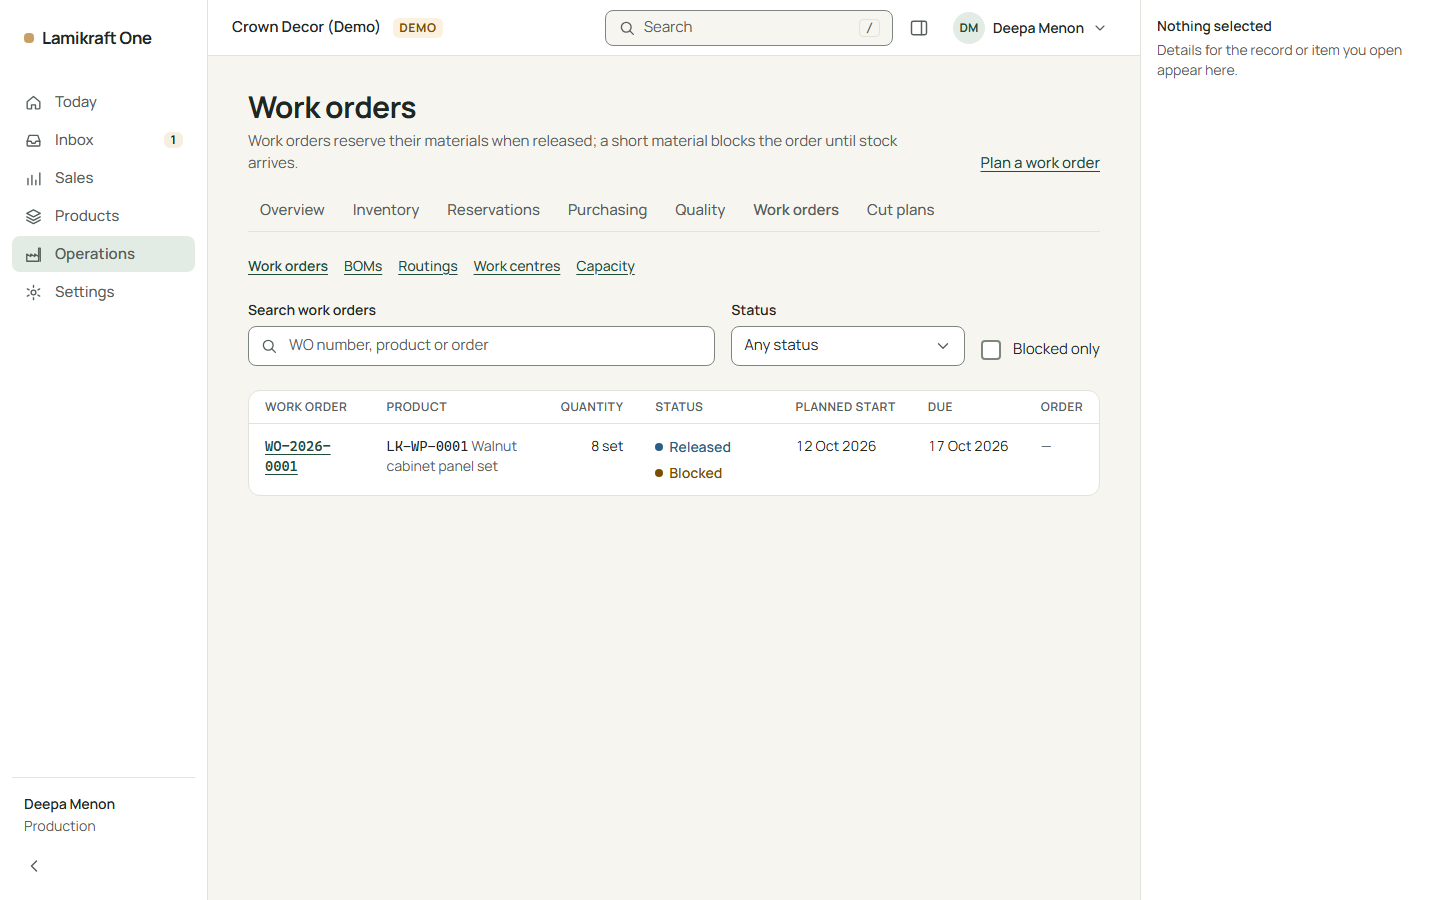 Lamikraft One
Today
Inbox 1
Sales
Products
Operations
Settings
Deepa Menon
Production
Crown Decor (Demo) DEMO
Search /
DM Deepa Menon
Work orders
Work orders reserve their materials when released; a short material blocks the order until stock
arrives.
Plan a work order
Overview Inventory Reservations Purchasing Quality Work orders Cut plans
Work orders BOMs Routings Work centres Capacity
Search work orders Status
WO number, product or order Any status Blocked only
WORK ORDER PRODUCT QUANTITY STATUS PLANNED START DUE ORDER
WO-2026- LK-WP-0001 Walnut 8 set Released 12 Oct 2026 17 Oct 2026 —
0001 cabinet panel set Blocked
Nothing selected
Details for the record or item you open
appear here.